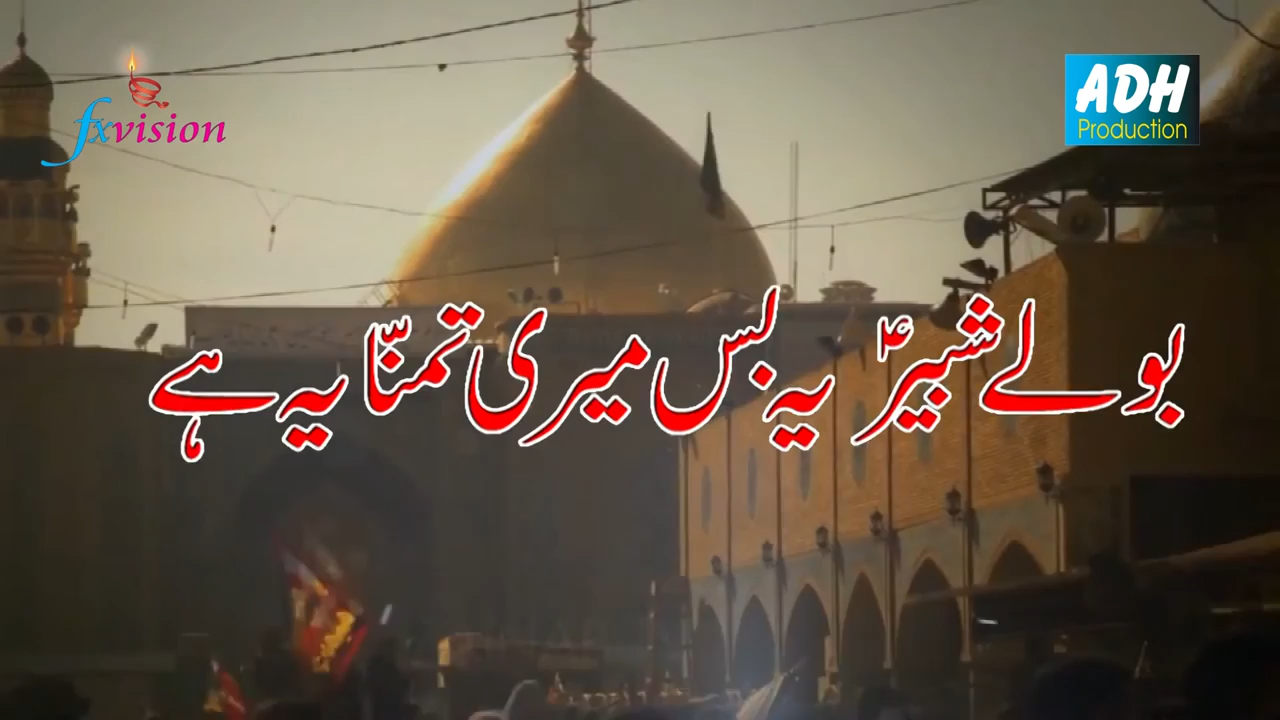 fxvision
ADH
Production
بولے شبیرؑ یہ بس میری تمنّا یہ ہے